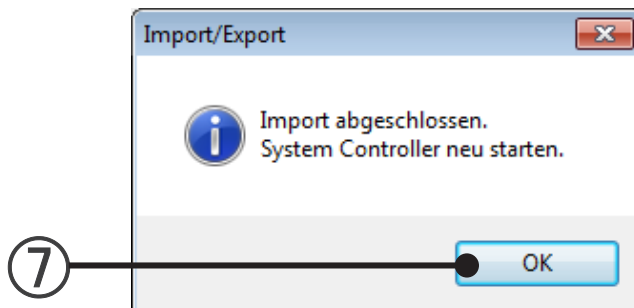 Import/Export
Import abgeschlossen.
System Controller neu starten.
7 OK